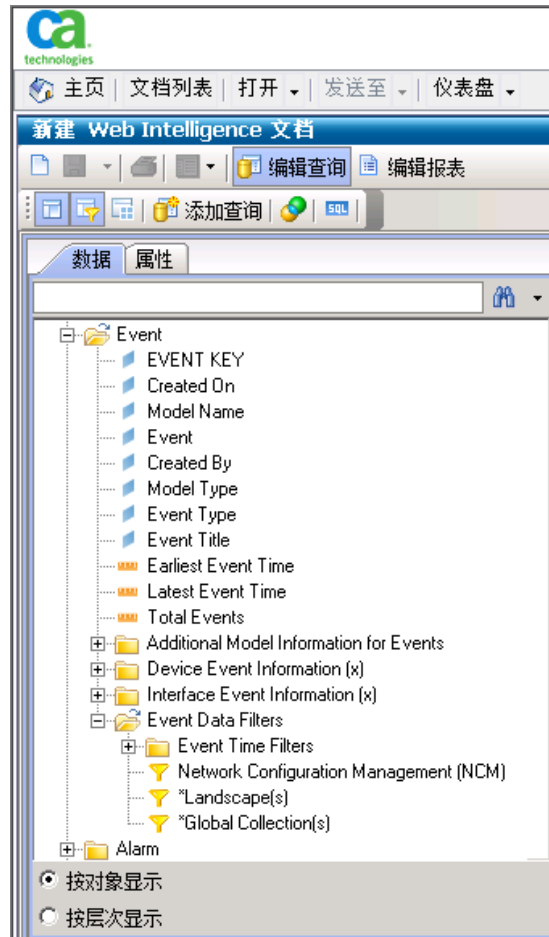 ca
technologies
主页 文档列表 打开 发送至 仪表盘
新建 Web Intelligence 文档
编辑查询 编辑报表
添加查询 SQL
数据 属性
Event
EVENT KEY
Created On
Model Name
Event
Created By
Model Type
Event Type
Event Title
Earliest Event Time
Latest Event Time
Total Events
Additional Model Information for Events
Device Event Information (x)
Interface Event Information (x)
Event Data Filters
Event Time Filters
Network Configuration Management (NCM)
*Landscape(s)
*Global Collection(s)
Alarm
按对象显示
按层次显示